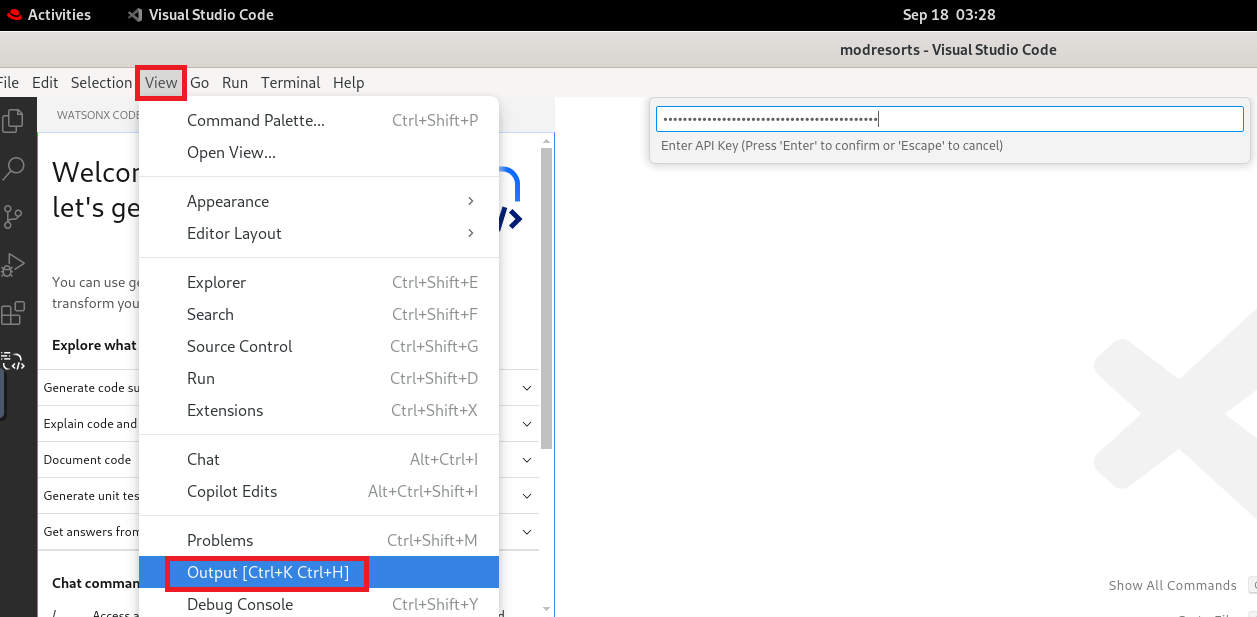 Activities Visual Studio Code Sep 18 03:28
modresorts - Visual Studio Code
File Edit Selection View Go Run Terminal Help
WATSONX CODE
Enter API Key (Press 'Enter' to confirm or 'Escape' to cancel)
Command Palette... Ctrl+Shift+P
Open View...
Appearance
Editor Layout
Explorer Ctrl+Shift+E
Search Ctrl+Shift+F
Source Control Ctrl+Shift+G
Run Ctrl+Shift+D
Extensions Ctrl+Shift+X
Chat Alt+Ctrl+I
Copilot Edits Alt+Ctrl+Shift+I
Problems Ctrl+Shift+M
Output [Ctrl+K Ctrl+H]
Debug Console Ctrl+Shift+Y
let's ge
You can use
transform you
Explore what
Generate code su
Explain code and
Document code
Generate unit tes
Get answers from
Chat comman
/ Access a
Show All Commands